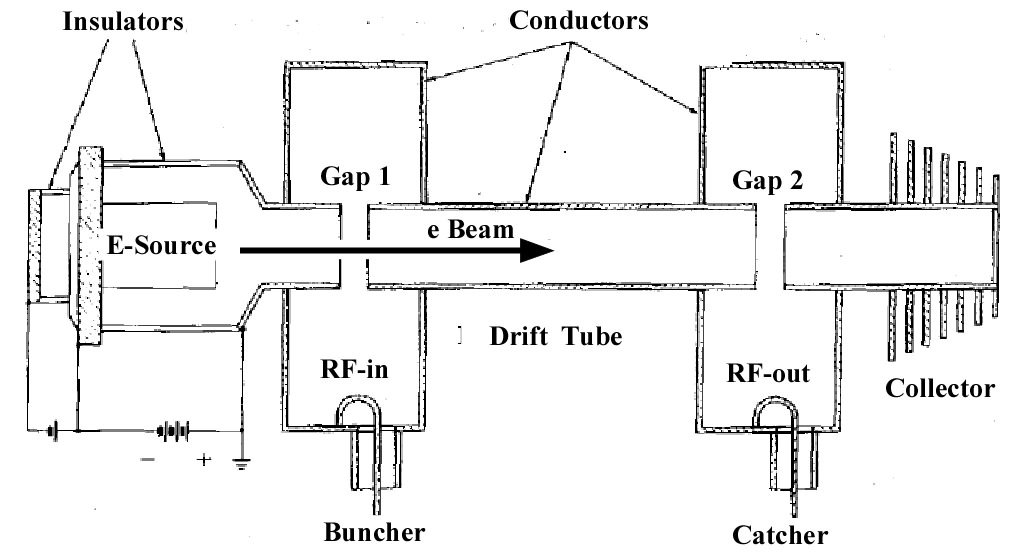 Insulators
Conductors
Gap 1
Gap 2
E-Source
e Beam
Drift Tube
RF-in
RF-out
Collector
− +
Buncher
Catcher